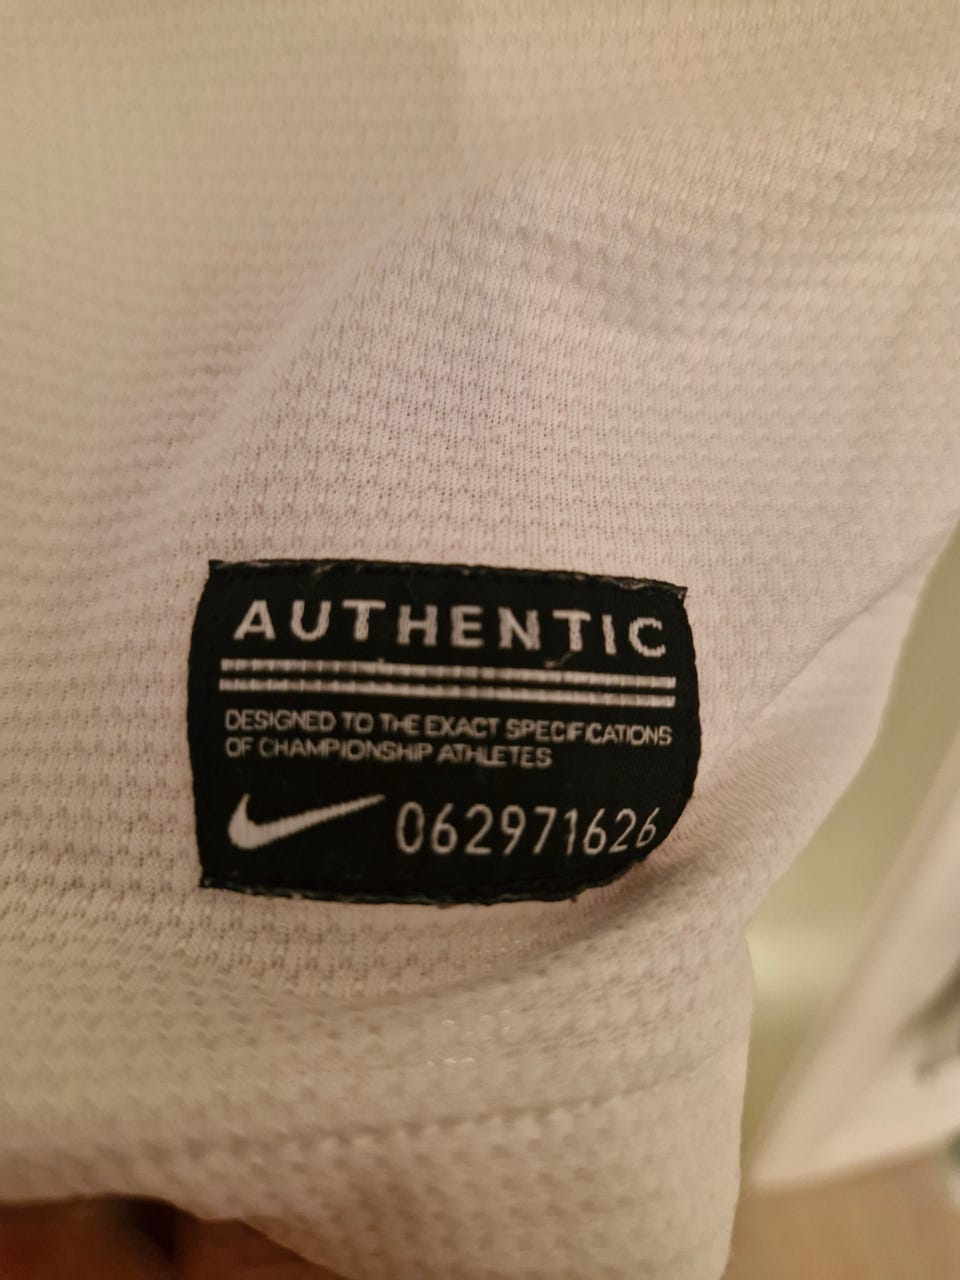 AUTHENTIC
DESIGNED TO THE EXACT SPECIFICATIONS
OF CHAMPIONSHIP ATHLETES
062971626